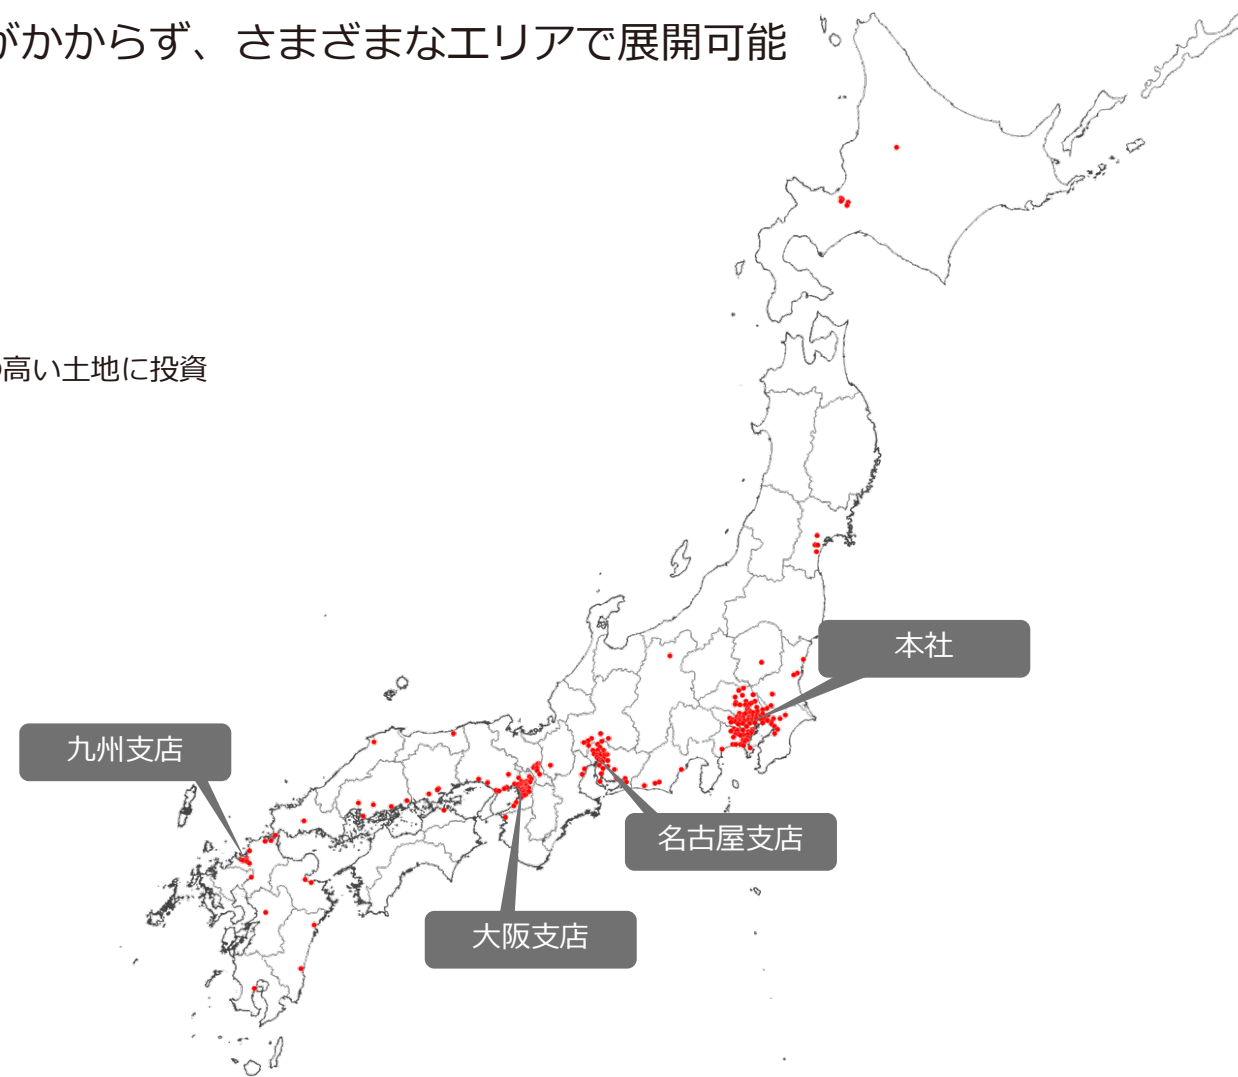 がかからず、さまざまなエリアで展開可能
の高い土地に投資
本社
九州支店
名古屋支店
大阪支店